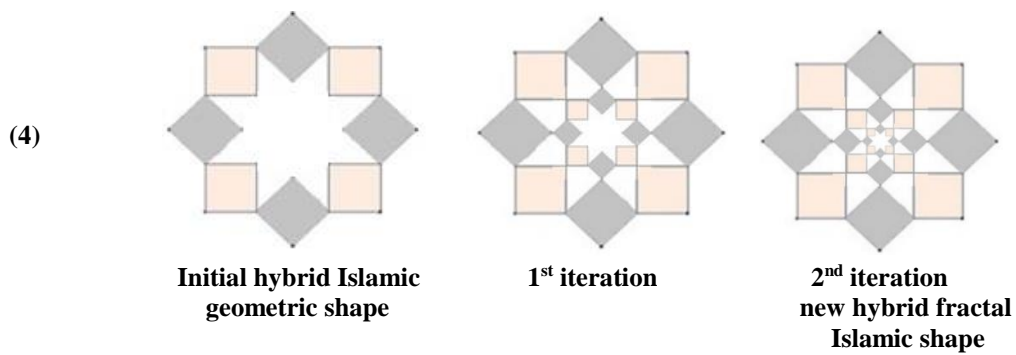 (4)
Initial hybrid Islamic
geometric shape
1st iteration
2nd iteration
new hybrid fractal
Islamic shape